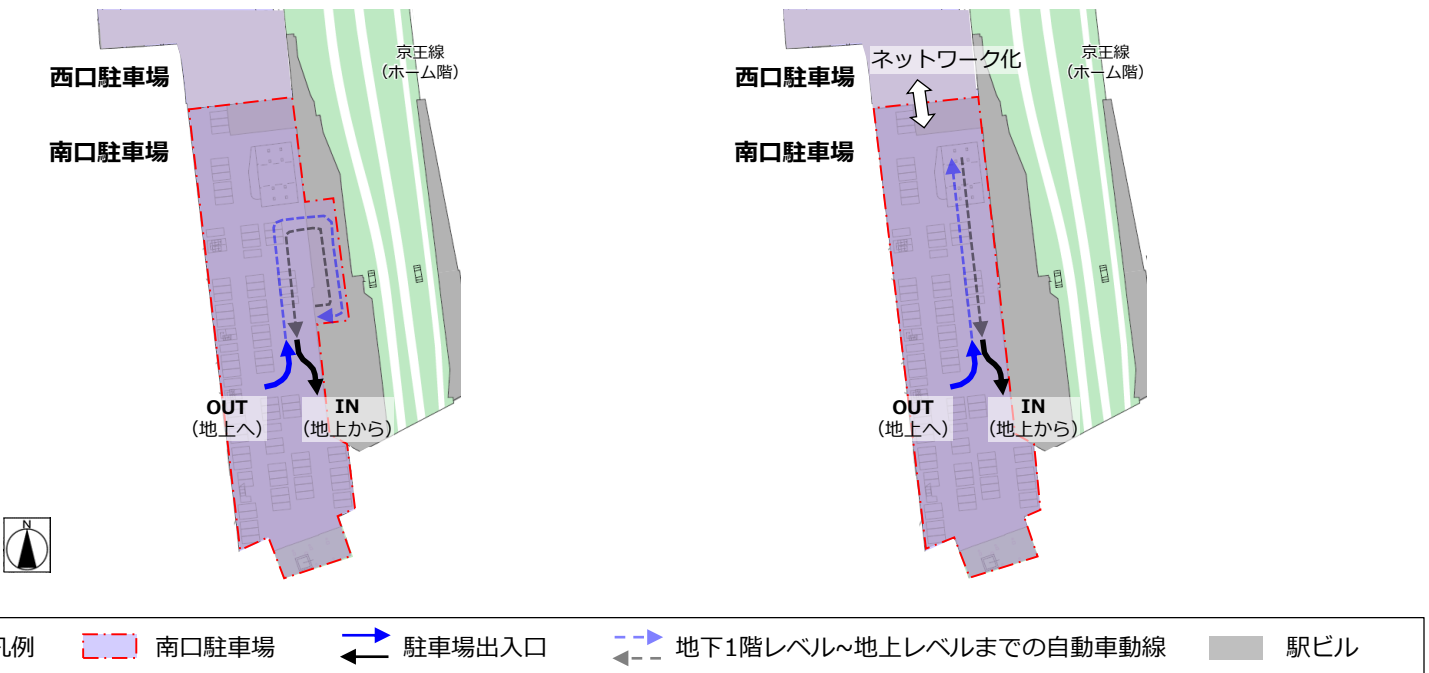 京王線
（ホーム階）
西口駐車場
南口駐車場
OUT
（地上へ）
IN
（地上から）
ネットワーク化
京王線
（ホーム階）
西口駐車場
南口駐車場
OUT
（地上へ）
IN
（地上から）
N
凡例
南口駐車場
駐車場出入口
地下1階レベル~地上レベルまでの自動車動線
駅ビル